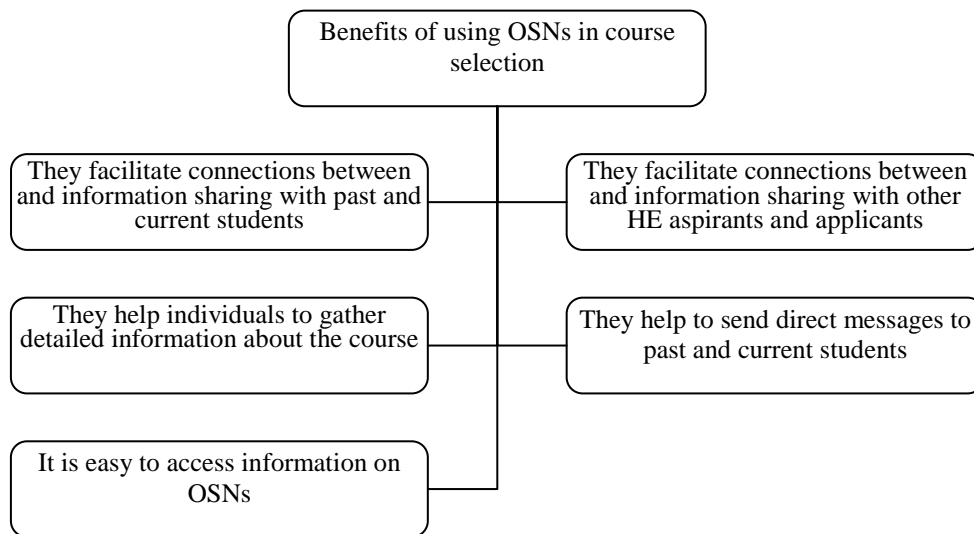 Benefits of using OSNs in course
selection
They facilitate connections between
and information sharing with past and
current students
They facilitate connections between
and information sharing with other
HE aspirants and applicants
They help individuals to gather
detailed information about the course
They help to send direct messages to
past and current students
It is easy to access information on
OSNs